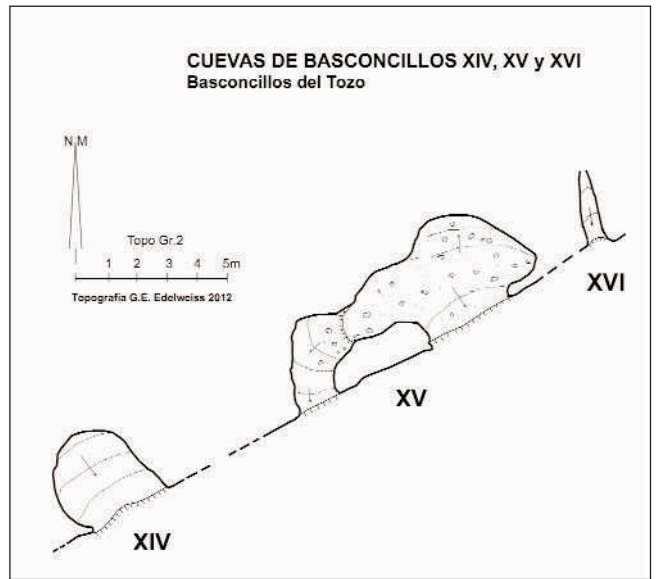 CUEVAS DE BASCONCILLOS XIV, XV y XVI
Basconcillos del Tozo
N M
Topo Gr.2
1 2 3 4 5m
Topografía G.E. Edelweiss 2012
XVI
XV
XIV